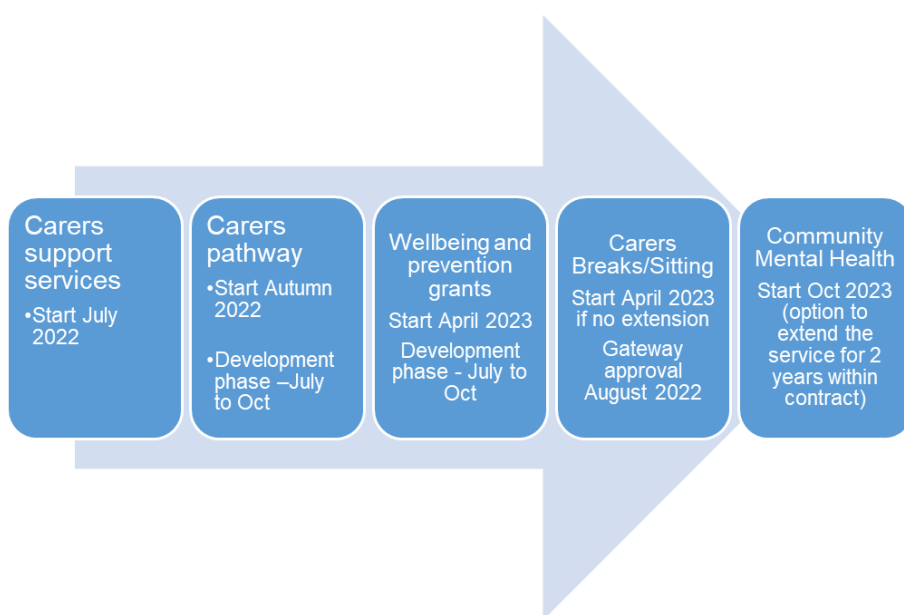 Carers
support
services
•Start July
2022
Carers
pathway
•Start Autumn
2022
•Development
phase –July
to Oct
Wellbeing and
prevention
grants
Start April 2023
Development
phase - July to
Oct
Carers
Breaks/Sitting
Start April 2023
if no extension
Gateway
approval
August 2022
Community
Mental Health
Start Oct 2023
(option to
extend the
service for 2
years within
contract)